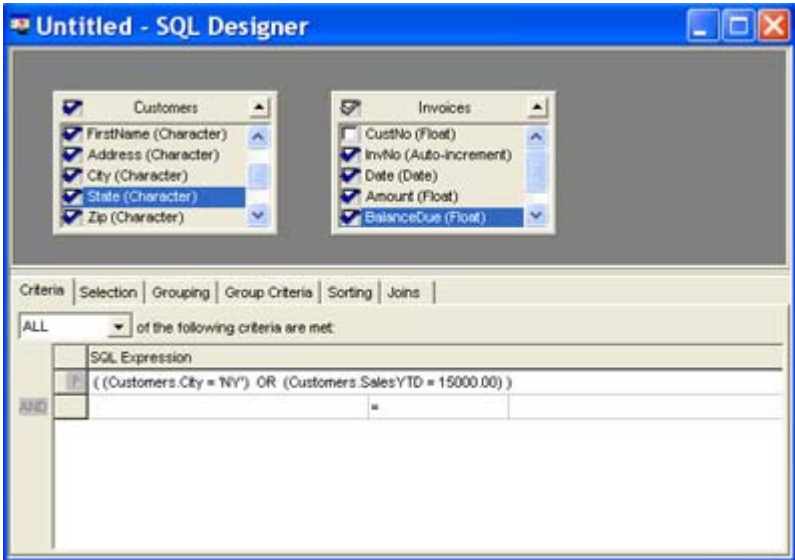 Untitled - SQL Designer
Customers
FirstName (Character)
Address (Character)
City (Character)
State (Character)
Zip (Character)
Invoices
CustNo (Float)
InvNo (Auto-increment)
Date (Date)
Amount (Float)
BalanceDue (Float)
Criteria Selection Grouping Group Criteria Sorting Joins
ALL of the following criteria are met:
SQL Expression
( (Customers.City = 'NY') OR (Customers.SalesYTD = 15000.00) )
AND =